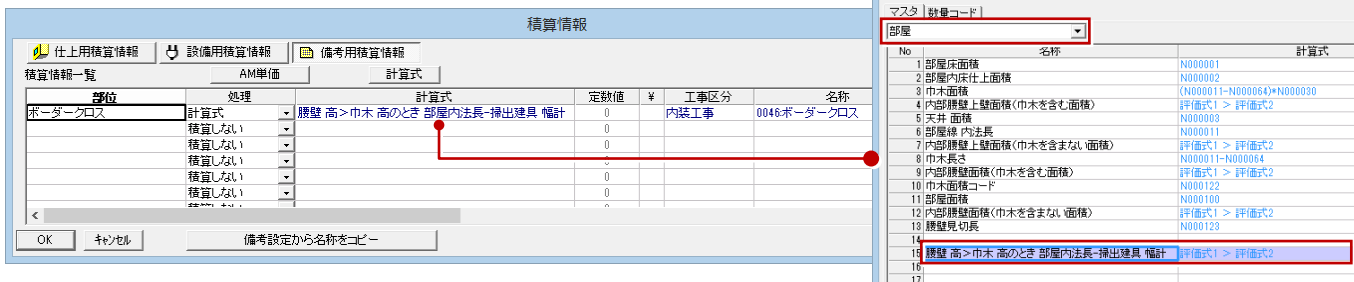 積算情報
仕上用積算情報 設備用積算情報 備考用積算情報
積算情報一覧 AM単価 計算式
部位 処理 計算式 定数値 ¥ 工事区分 名称
ボーダークロス 計算式 腰壁 高>巾木 高のとき 部屋内法長-掃出建具 幅計 0 内装工事 0046:ボーダークロス
積算しない 0
積算しない 0
積算しない 0
積算しない 0
OK キャンセル 備考設定から名称をコピー
マスタ 数量コード
部屋
No 名称 計算式
1 部屋床面積 N000001
2 部屋内床仕上面積 N000002
3 巾木面積 (N000011-N000064)*N000030
4 内部腰壁上壁面積(巾木を含む面積) 評価式1 > 評価式2
5 天井 面積 N000003
6 部屋線 内法長 N000011
7 内部腰壁上壁面積(巾木を含まない面積) 評価式1 > 評価式2
8 巾木長さ N000011-N000064
9 内部腰壁面積(巾木を含む面積) 評価式1 > 評価式2
10 巾木面積コード N000122
11 部屋面積 N000100
12 内部腰壁面積(巾木を含まない面積) 評価式1 > 評価式2
13 腰壁見切長 N000123
14
15 腰壁 高>巾木 高のとき 部屋内法長-掃出建具 幅計 評価式1 > 評価式2
16
17